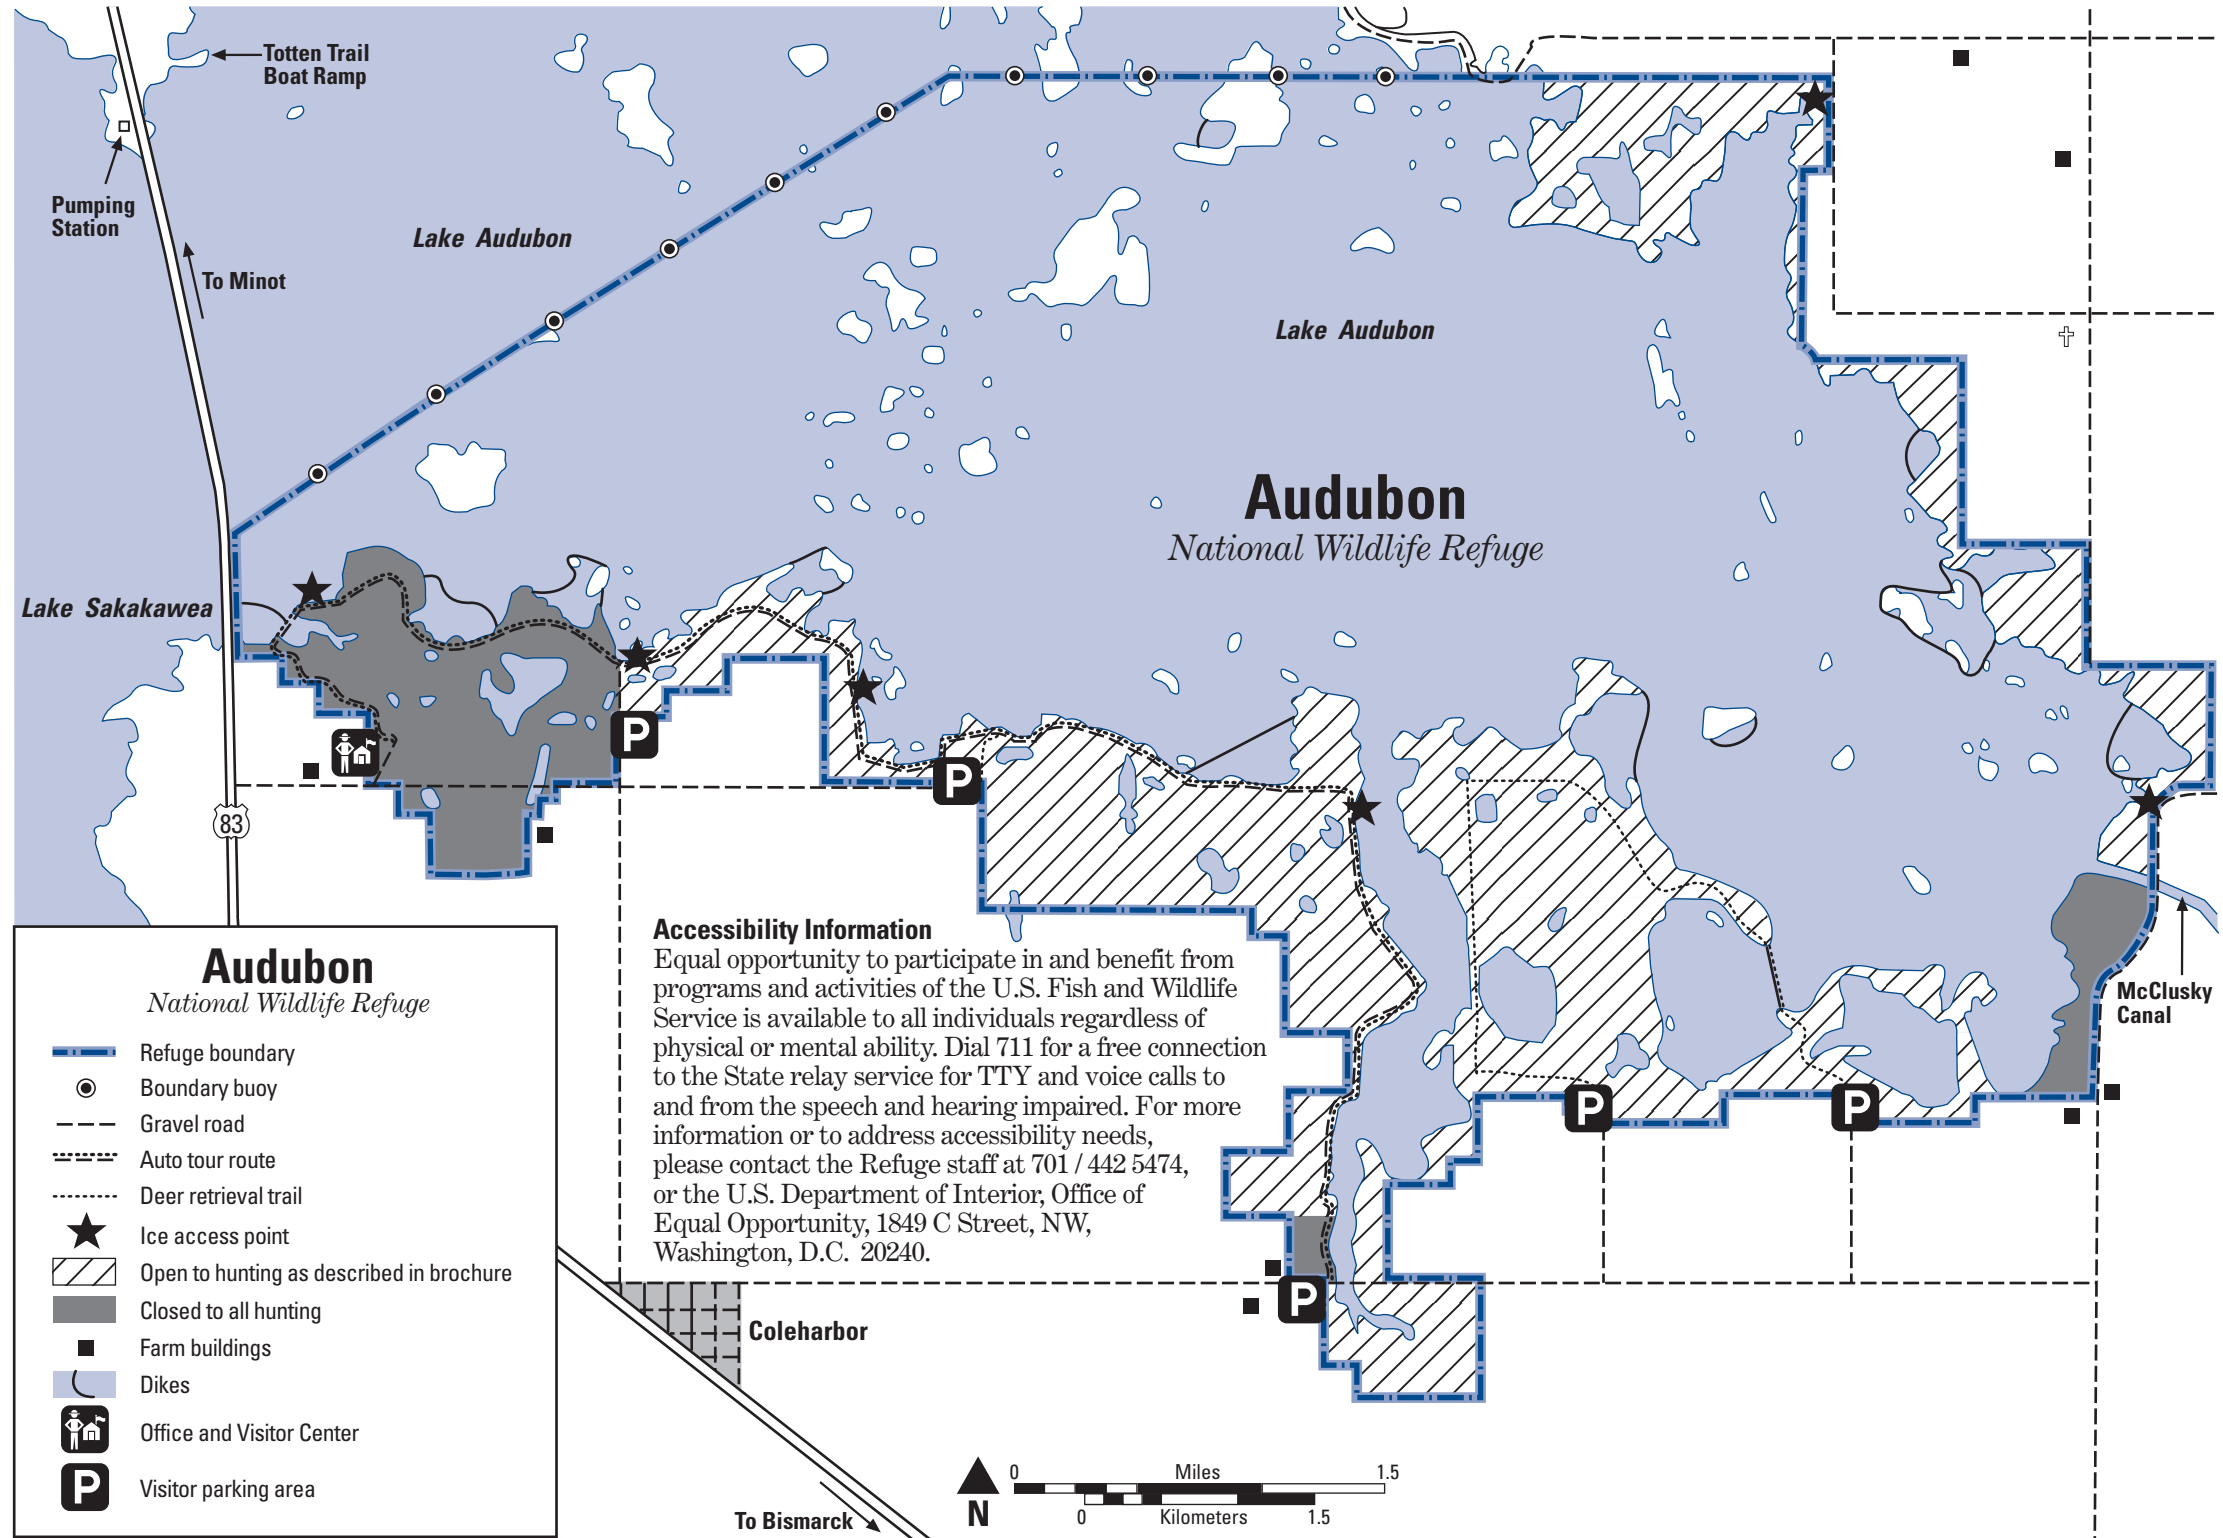 Totten Trail
Boat Ramp
Pumping
Station
To Minot
Lake Audubon
Lake Audubon
Audubon
National Wildlife Refuge
Lake Sakakawea
P
P
83
P
P
P
McClusky
Canal
Accessibility Information
Equal opportunity to participate in and benefit from
programs and activities of the U.S. Fish and Wildlife
Service is available to all individuals regardless of
physical or mental ability. Dial 711 for a free connection
to the State relay service for TTY and voice calls to
and from the speech and hearing impaired. For more
information or to address accessibility needs,
please contact the Refuge staff at 701 / 442 5474,
or the U.S. Department of Interior, Office of
Equal Opportunity, 1849 C Street, NW,
Washington, D.C. 20240.
Coleharbor
Audubon
National Wildlife Refuge
Refuge boundary
Boundary buoy
Gravel road
Auto tour route
Deer retrieval trail
Ice access point
Open to hunting as described in brochure
Closed to all hunting
Farm buildings
Dikes
Office and Visitor Center
P Visitor parking area
To Bismarck
N
0 Miles 1.5
0 Kilometers 1.5